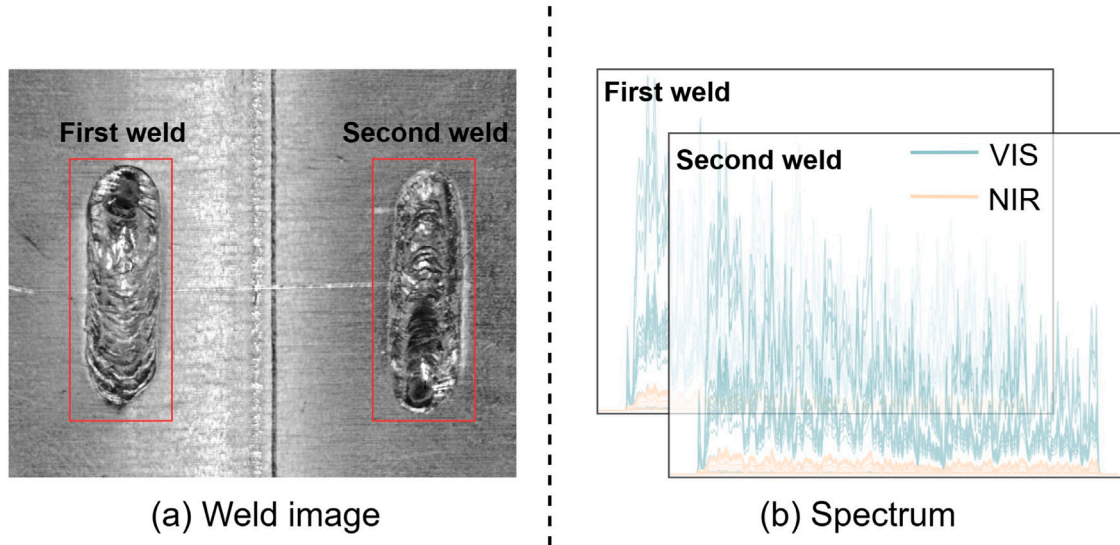 First weld
Second weld
(a) Weld image
First weld
Second weld
VIS
NIR
(b) Spectrum